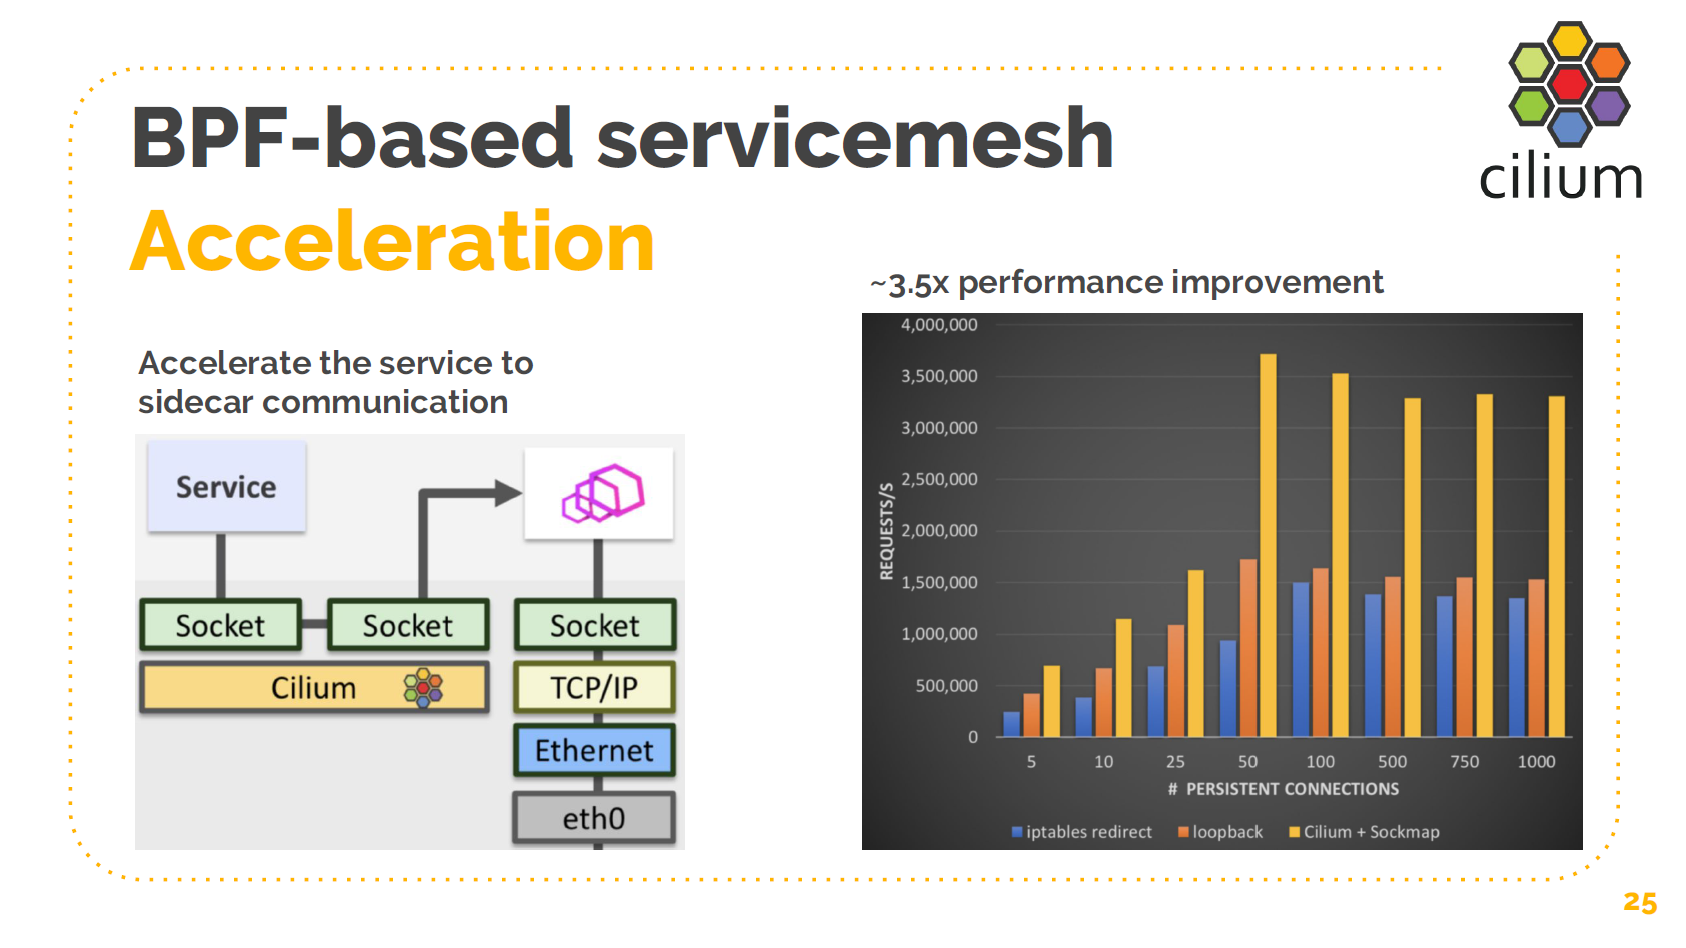 cilium
BPF-based servicemesh
Acceleration
Accelerate the service to
sidecar communication
Service
Socket
Socket
Socket
Cilium
TCP/IP
Ethernet
eth0
~3.5x performance improvement
4,000,000
3,500,000
3,000,000
2,500,000
2,000,000
1,500,000
1,000,000
500,000
0
REQUESTS/S
5 10 25 50 100 500 750 1000
# PERSISTENT CONNECTIONS
iptables redirect loopback Cilium + Sockmap
25